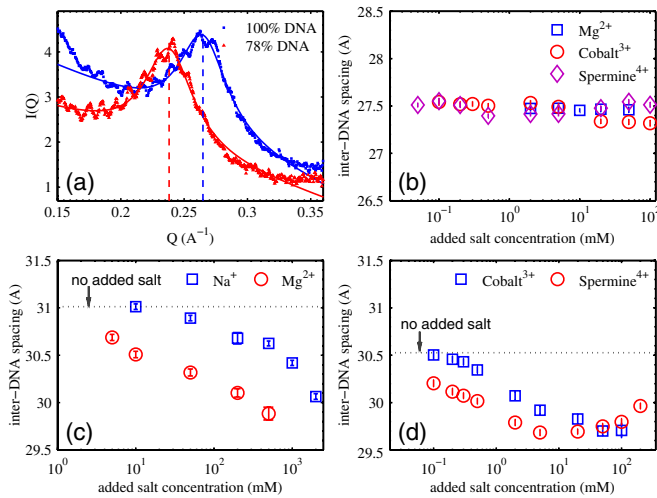 100% DNA
78% DNA
I(Q)
4
3
2
1
(a)
0.15 0.2 0.25 0.3 0.35
Q (A⁻¹)
inter-DNA spacing (A)
28.5
28
27.5
27
26.5
Mg²⁺
Cobalt³⁺
Spermine⁴⁺
(b)
10⁻¹ 10⁰ 10¹ 10²
added salt concentration (mM)
inter-DNA spacing (A)
31.5
31
30.5
30
29.5
no added salt
Na⁺ Mg²⁺
(c)
10⁰ 10¹ 10² 10³
added salt concentration (mM)
inter-DNA spacing (A)
31.5
31
30.5
30
29.5
Cobalt³⁺ Spermine⁴⁺
no added salt
(d)
10⁻¹ 10⁰ 10¹ 10²
added salt concentration (mM)